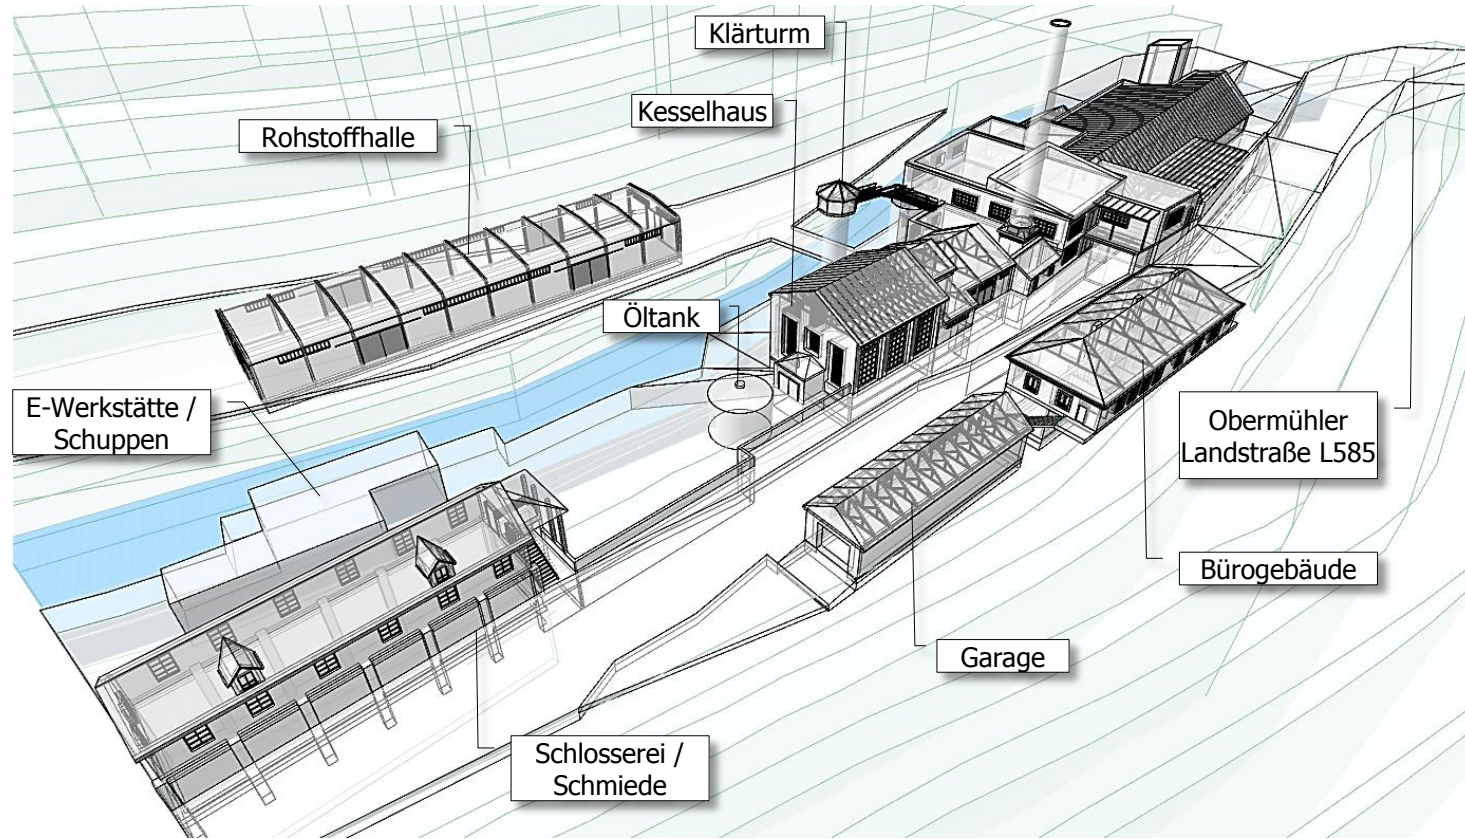 Klärturm
Kesselhaus
Rohstoffhalle
Öltank
E-Werkstätte /
Schuppen
Obermühler
Landstraße L585
Bürogebäude
Garage
Schlosserei /
Schmiede